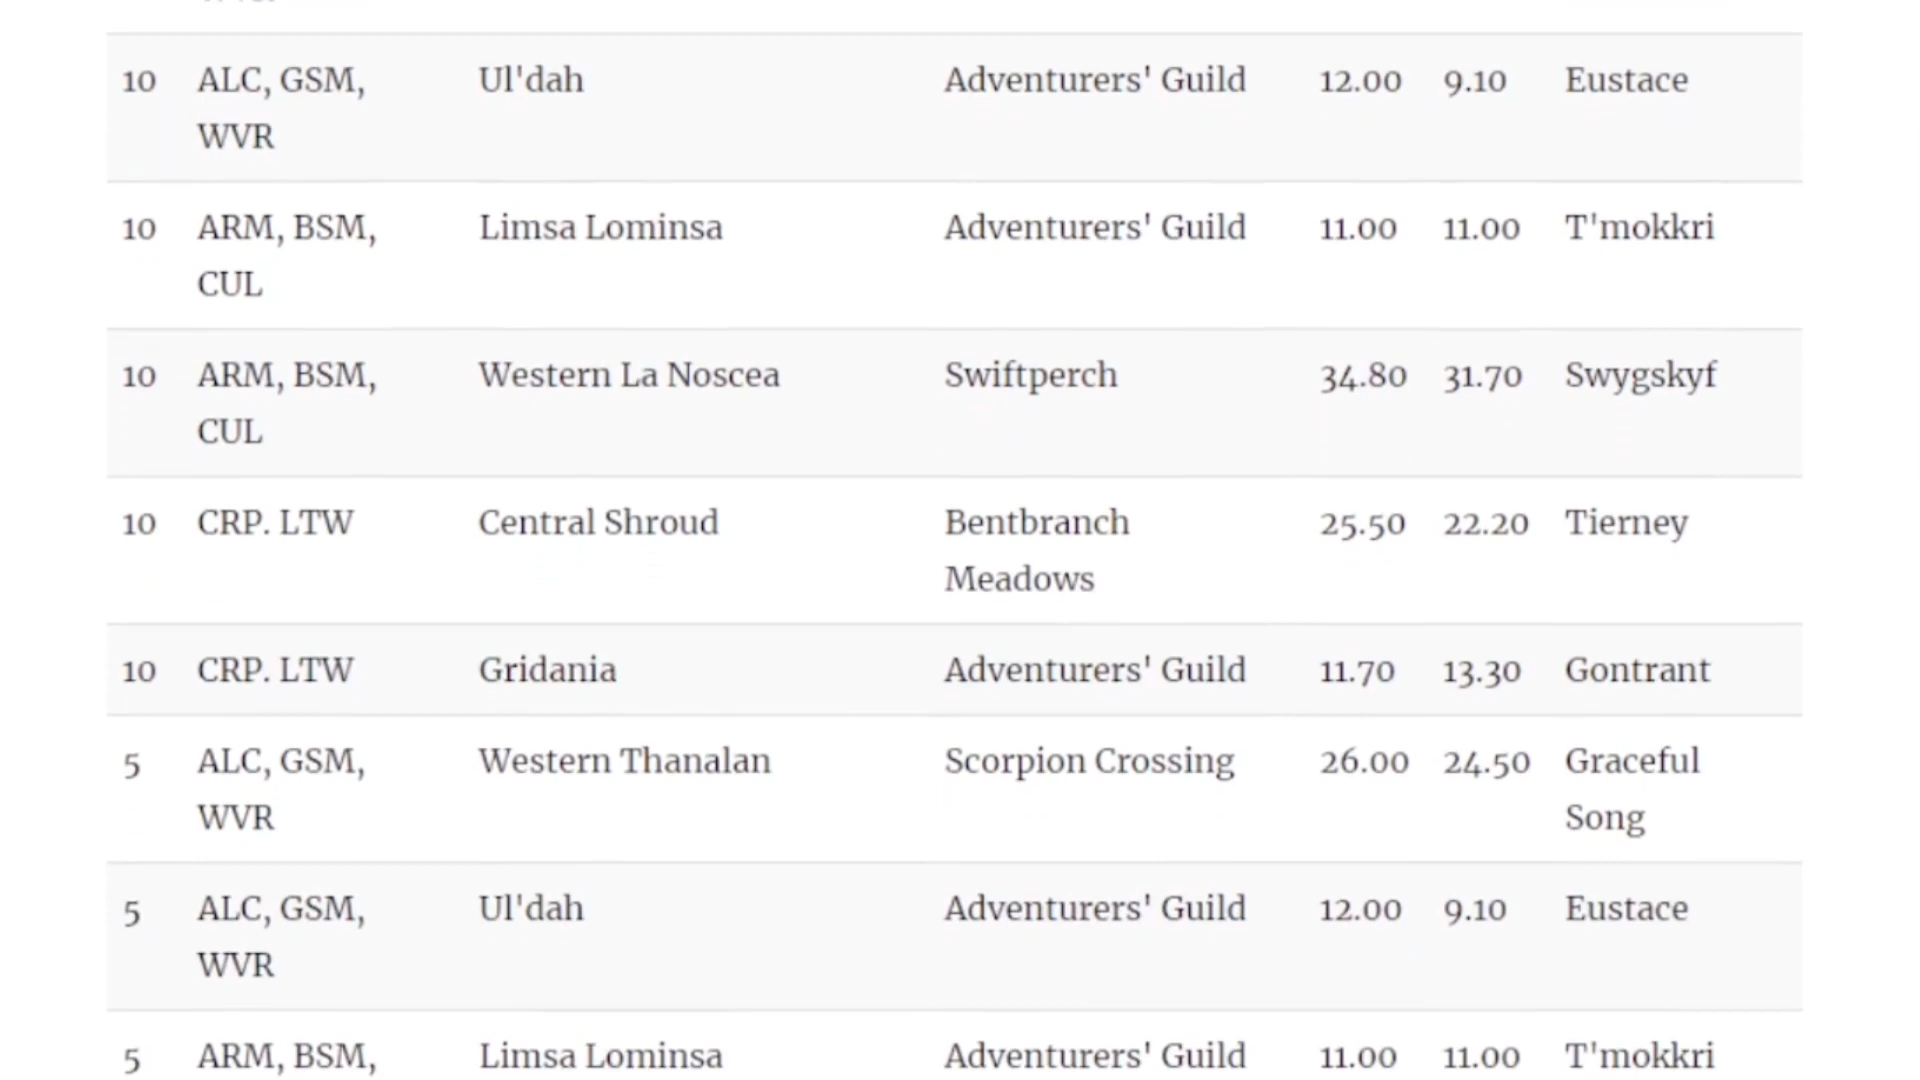 10 ALC, GSM, Ul'dah Adventurers' Guild 12.00 9.10 Eustace
WVR
10 ARM, BSM, Limsa Lominsa Adventurers' Guild 11.00 11.00 T'mokkri
CUL
10 ARM, BSM, Western La Noscea Swiftperch 34.80 31.70 Swygskyf
CUL
10 CRP. LTW Central Shroud Bentbranch 25.50 22.20 Tierney
Meadows
10 CRP. LTW Gridania Adventurers' Guild 11.70 13.30 Gontrant
5 ALC, GSM, Western Thanalan Scorpion Crossing 26.00 24.50 Graceful
WVR Song
5 ALC, GSM, Ul'dah Adventurers' Guild 12.00 9.10 Eustace
WVR
5 ARM, BSM, Limsa Lominsa Adventurers' Guild 11.00 11.00 T'mokkri